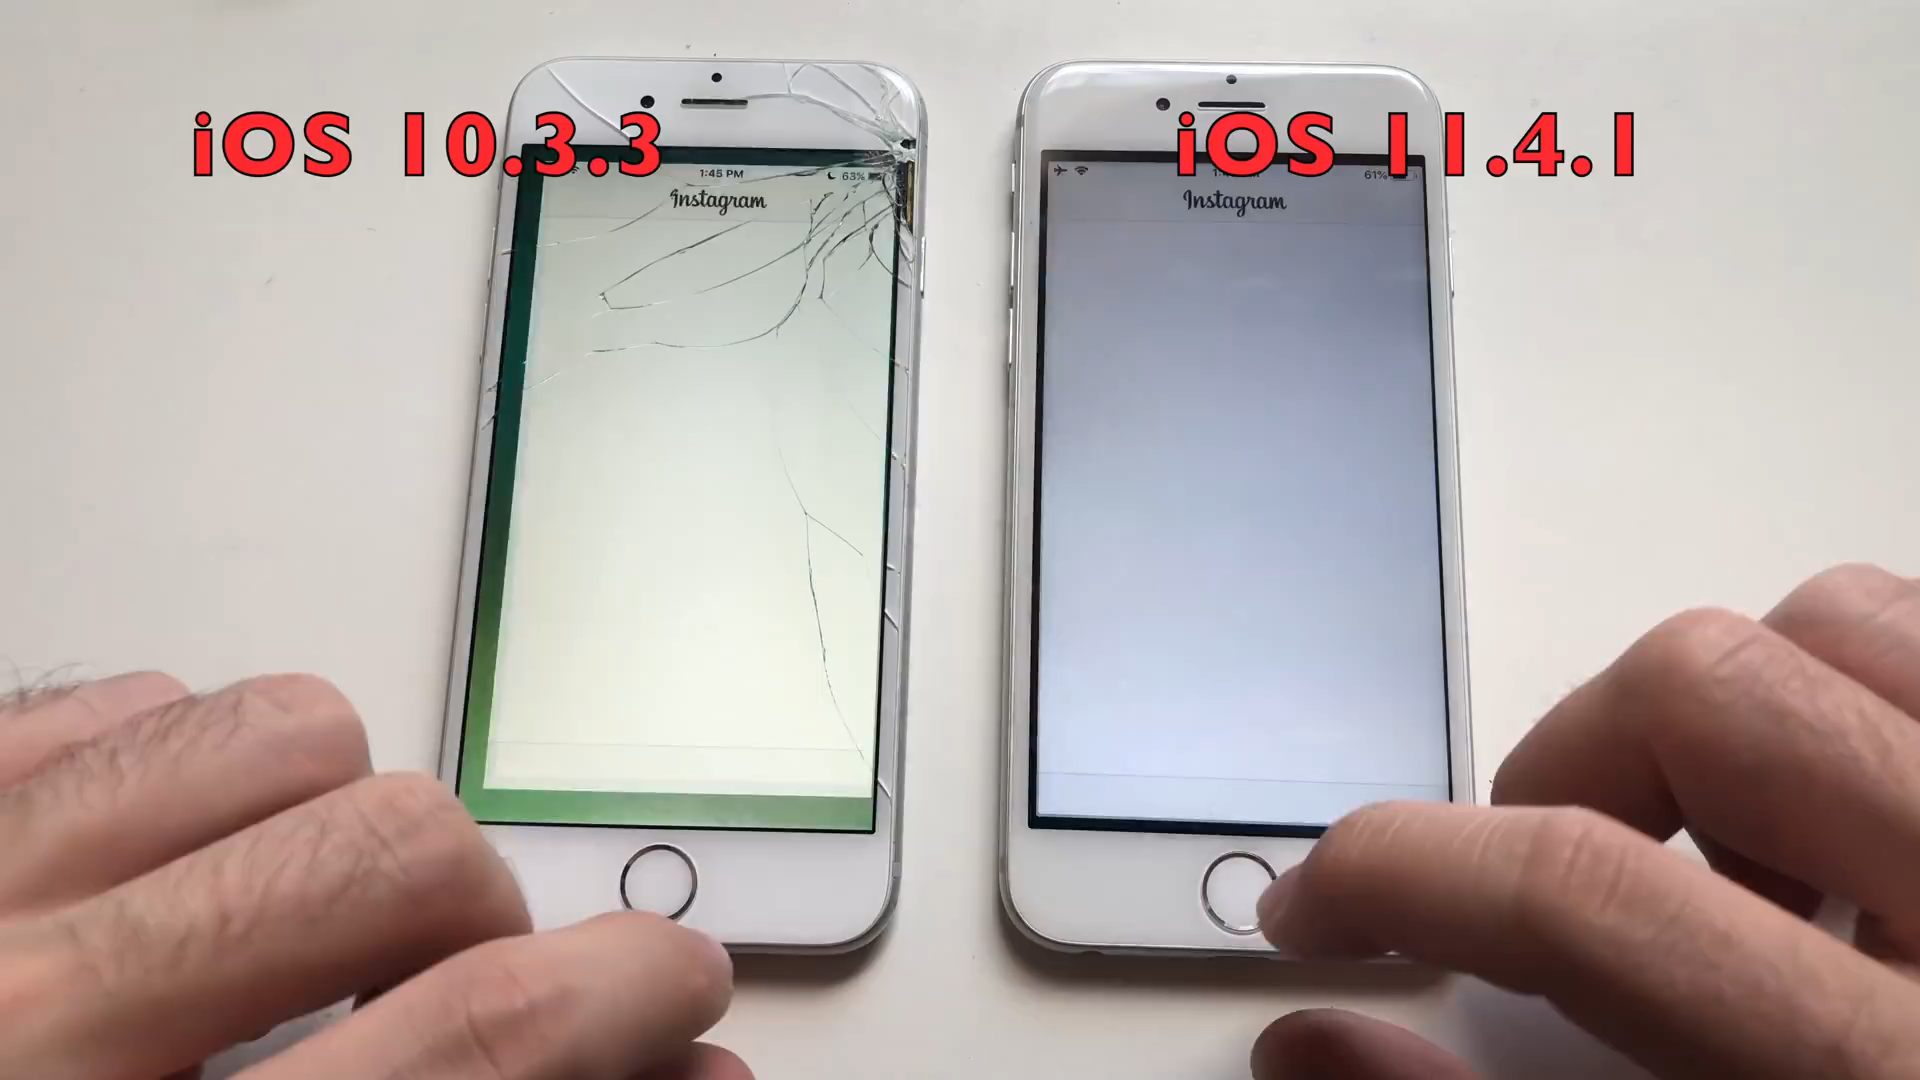 iOS 10.3.3
iOS 11.4.1
1:45 PM
63%
61%
Instagram
Instagram